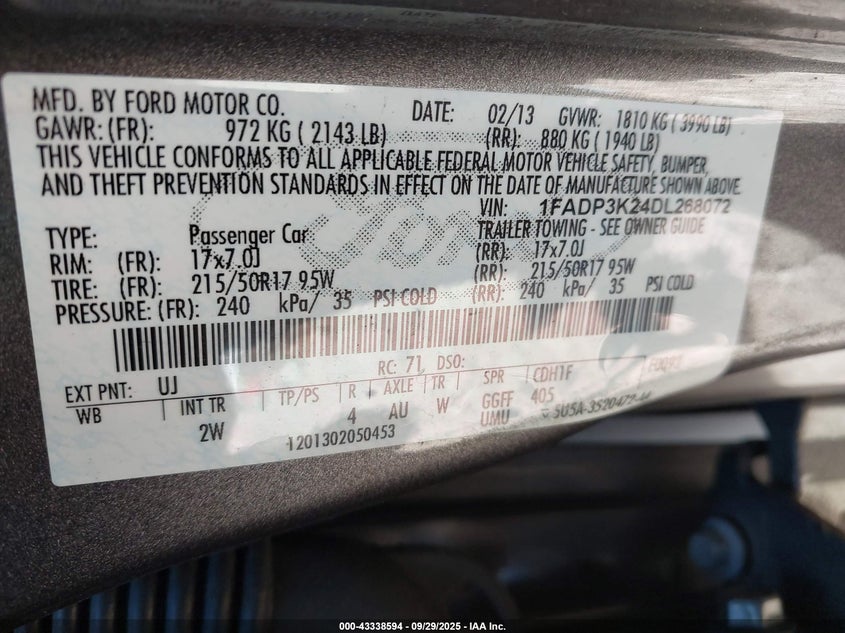 MFD. BY FORD MOTOR CO. DATE: 02/13 GVWR: 1810 KG ( 3990 LB)
GAWR: (FR): 972 KG ( 2143 LB) (RR): 880 KG ( 1940 LB)
THIS VEHICLE CONFORMS TO ALL APPLICABLE FEDERAL MOTOR VEHICLE SAFETY, BUMPER,
AND THEFT PREVENTION STANDARDS IN EFFECT ON THE DATE OF MANUFACTURE SHOWN ABOVE.
VIN: 1FADP3K24DL268072
TYPE: Passenger Car TRAILER TOWING - SEE OWNER GUIDE
RIM: (FR): 17x7.0J (RR): 17x7.0J
TIRE: (FR): 215/50R17 95W (RR): 215/50R17 95W
PRESSURE: (FR): 240 kPa/ 35 PSI COLD (RR): 240 kPa/ 35 PSI COLD
RC: 71 DSO:
EXT PNT: UJ
WB INT TR TP/PS R AXLE TR SPR CDH1F
2W 4 AU W GGFF 405
UMU
1201302050453
000-43338594 | 09/29/2025 - IAA Inc.